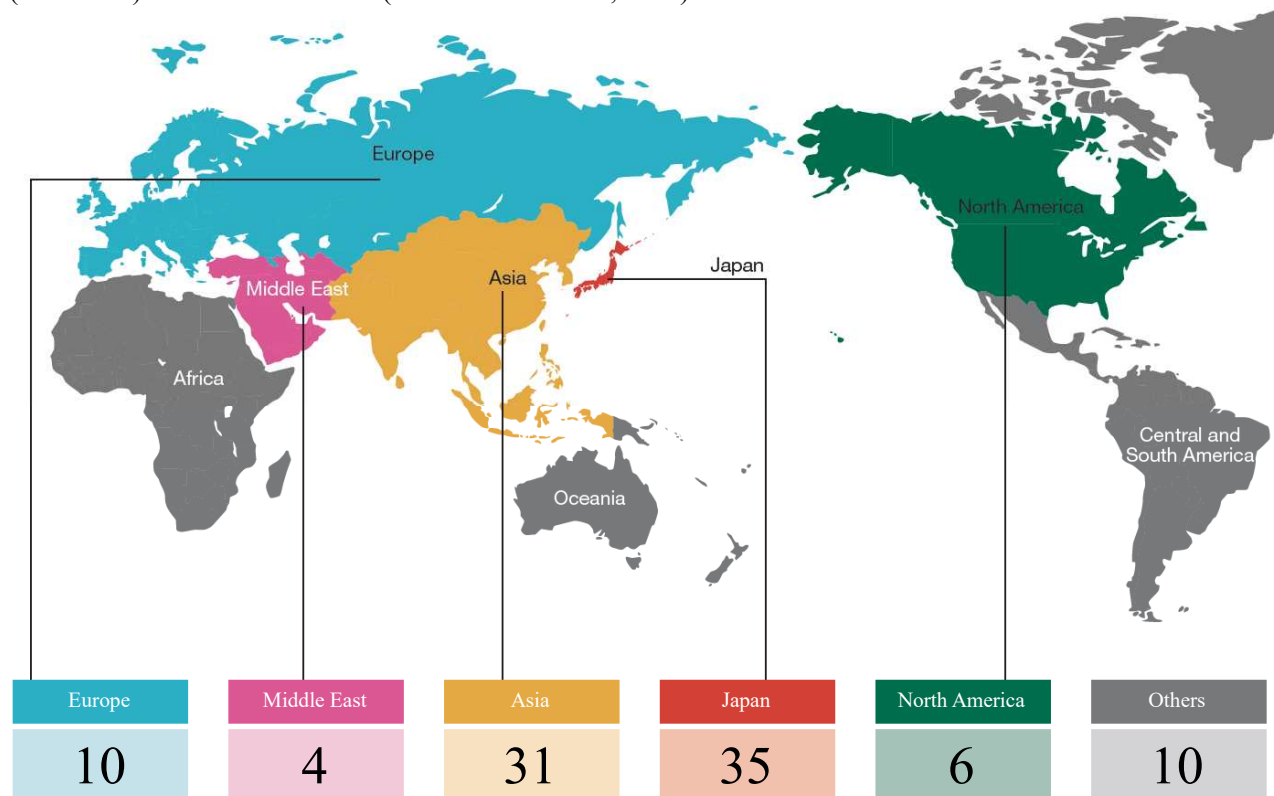 Europe
North America
Japan
Asia
Middle East
Africa
Central and
South America
Oceania
Europe
Middle East
Asia
Japan
North America
Others
10
4
31
35
6
10